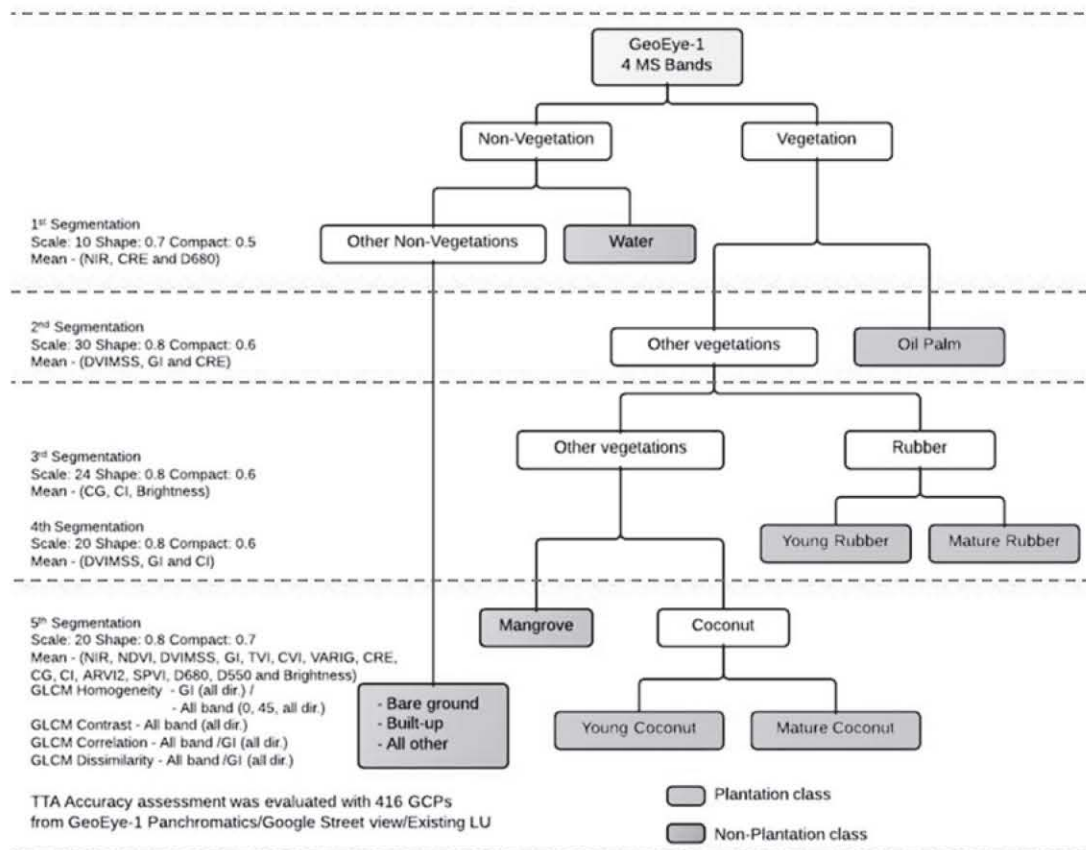 GeoEye-1
4 MS Bands
Non-Vegetation
Vegetation
1st Segmentation
Scale: 10 Shape: 0.7 Compact: 0.5
Mean - (NIR, CRE and D680)
Other Non-Vegetations
Water
2nd Segmentation
Scale: 30 Shape: 0.8 Compact: 0.6
Mean - (DVIMSS, GI and CRE)
Other vegetations
Oil Palm
Other vegetations
Rubber
3rd Segmentation
Scale: 24 Shape: 0.8 Compact: 0.6
Mean - (CG, CI, Brightness)
4th Segmentation
Scale: 20 Shape: 0.8 Compact: 0.6
Mean - (DVIMSS, GI and CI)
Young Rubber
Mature Rubber
5th Segmentation
Scale: 20 Shape: 0.8 Compact: 0.7
Mean - (NIR, NDVI, DVIMSS, GI, TVI, CVI, VARIG, CRE,
CG, CI, ARVI2, SPVI, D680, D550 and Brightness)
GLCM Homogeneity - GI (all dir.) /
- All band (0, 45, all dir.)
GLCM Contrast - All band (all dir.)
GLCM Correlation - All band /GI (all dir.)
GLCM Dissimilarity - All band /GI (all dir.)
Mangrove
Coconut
- Bare ground
- Built-up
- All other
Young Coconut
Mature Coconut
TTA Accuracy assessment was evaluated with 416 GCPs
from GeoEye-1 Panchromatics/Google Street view/Existing LU
Plantation class
Non-Plantation class